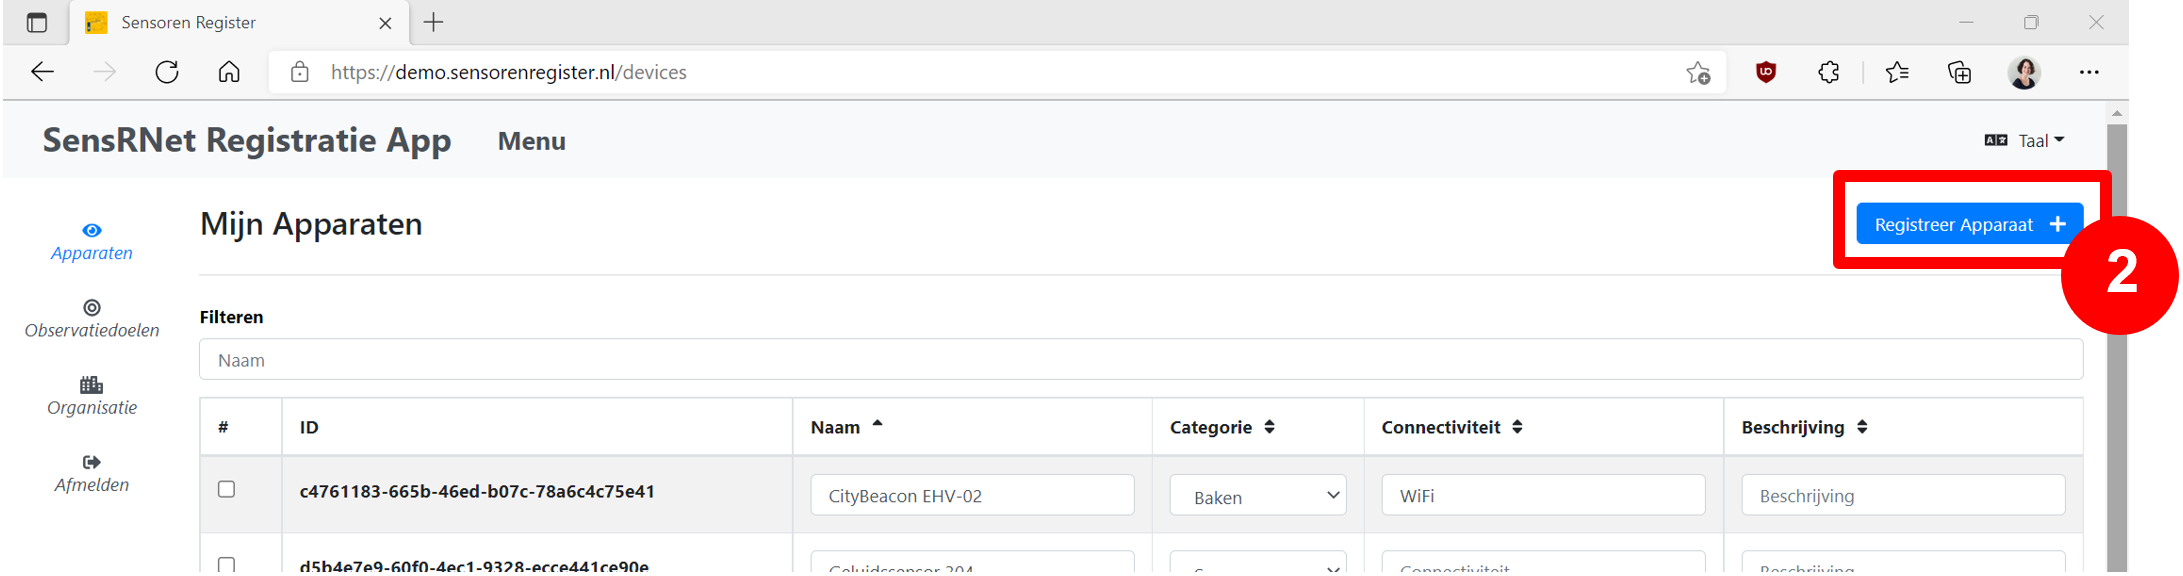 Sensoren Register
https://demo.sensorenregister.nl/devices
SensRNet Registratie App Menu Taal
Apparaten
Observatiedoelen
Organisatie
Afmelden
Mijn Apparaten
Registreer Apparaat +
2
Filteren
Naam
# ID Naam Categorie Connectiviteit Beschrijving
c4761183-665b-46ed-b07c-78a6c4c75e41 CityBeacon EHV-02 Baken WiFi Beschrijving
d5b4e7e9-60f0-4ec1-9328-ecce441ce90e Geluidssensor 204 Connectiviteit Beschrijving